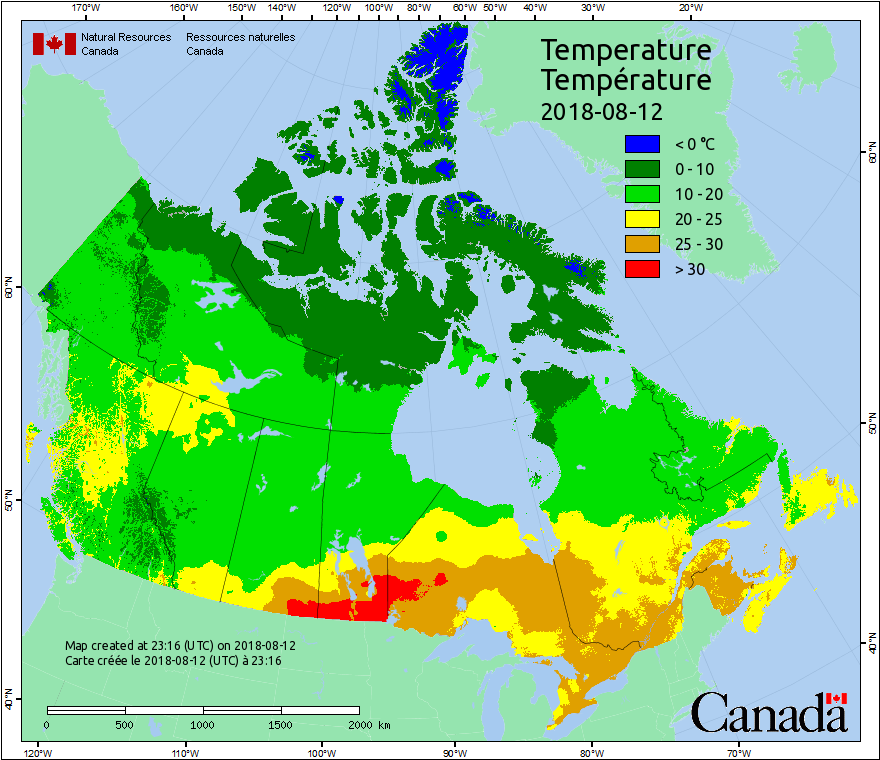 170°W 160°W 150°W 140°W 130°W 120°W 110°W 100°W 80°W 60°W 50°W 40°W 30°W 20°W
Natural Resources Canada
Ressources naturelles Canada
Temperature
Température
2018-08-12
< 0 °C
0 - 10
10 - 20
20 - 25
25 - 30
> 30
60°N
60°N
50°N
50°N
40°N
40°N
Map created at 23:16 (UTC) on 2018-08-12
Carte créée le 2018-08-12 (UTC) à 23:16
0 500 1000 1500 2000 km
Canada
120°W 110°W 100°W 90°W 80°W 70°W